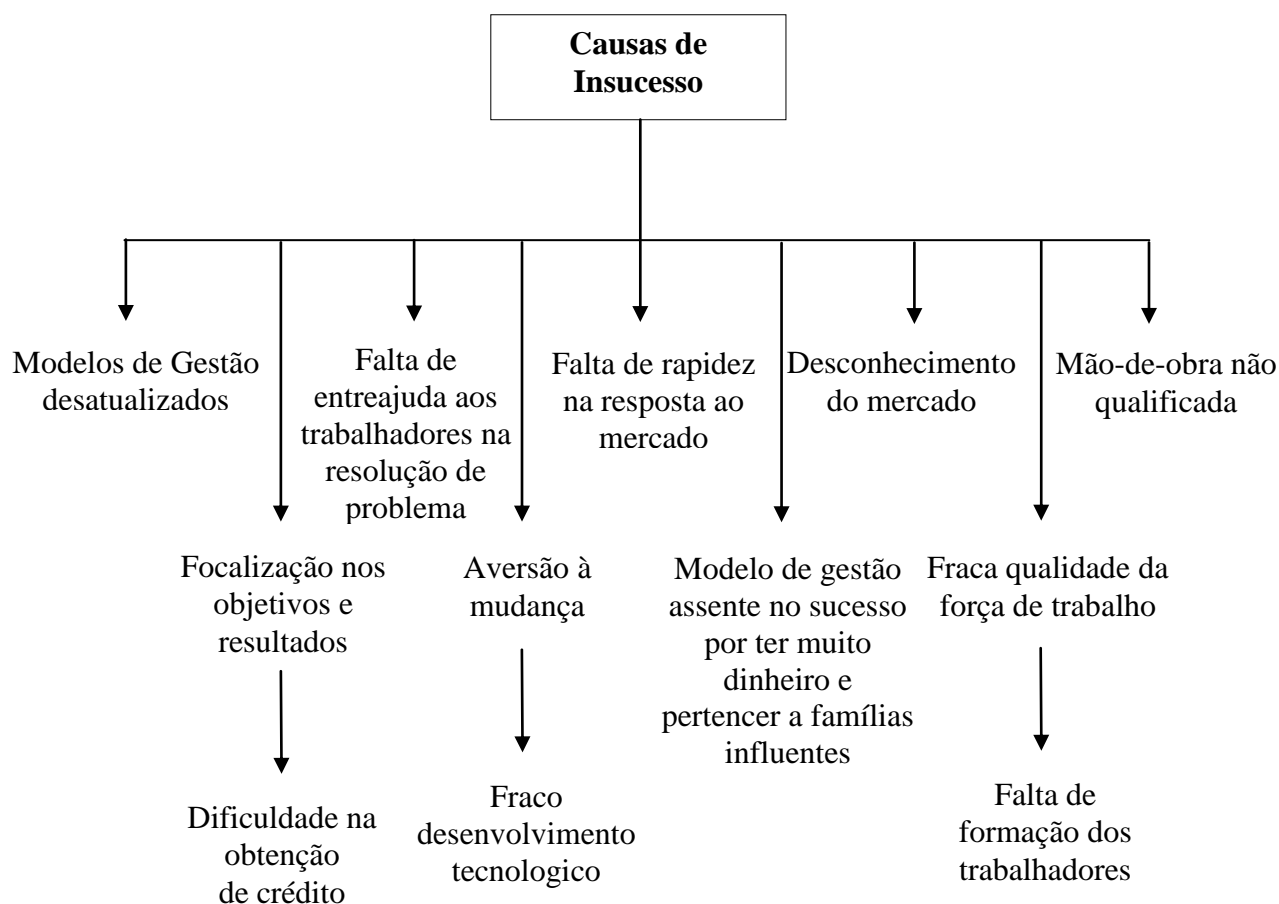 Causas de
Insucesso
Modelos de Gestão
desatualizados
Falta de
entreajuda aos
trabalhadores na
resolução de
problema
Falta de rapidez
na resposta ao
mercado
Desconhecimento
do mercado
Mão-de-obra não
qualificada
Focalização nos
objetivos e
resultados
Aversão à
mudança
Modelo de gestão
assente no sucesso
por ter muito
dinheiro e
pertencer a famílias
influentes
Fraca qualidade da
força de trabalho
Dificuldade na
obtenção
de crédito
Fraco
desenvolvimento
tecnologico
Falta de
formação dos
trabalhadores